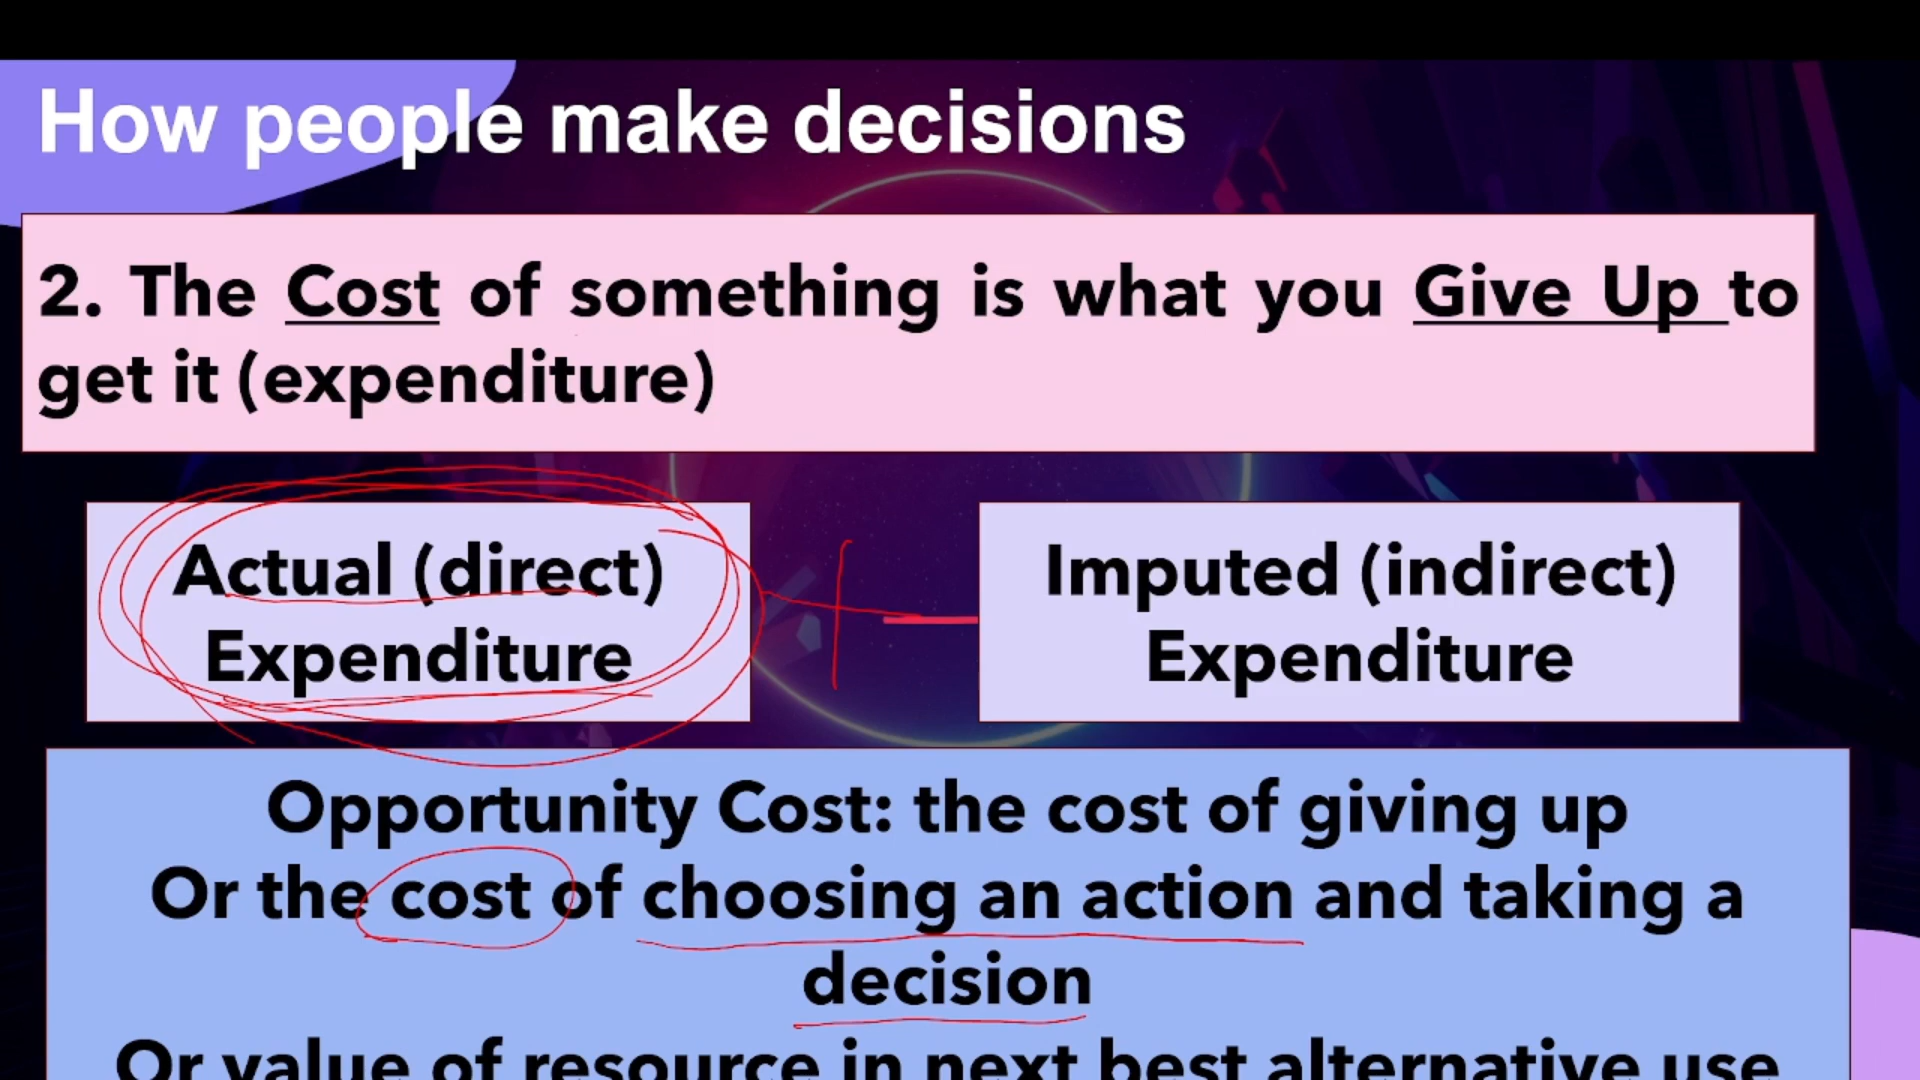 How people make decisions
2. The Cost of something is what you Give Up to
get it (expenditure)
Actual (direct)
Expenditure
Imputed (indirect)
Expenditure
Opportunity Cost: the cost of giving up
Or the cost of choosing an action and taking a
decision
Or value of resource in next best alternative use